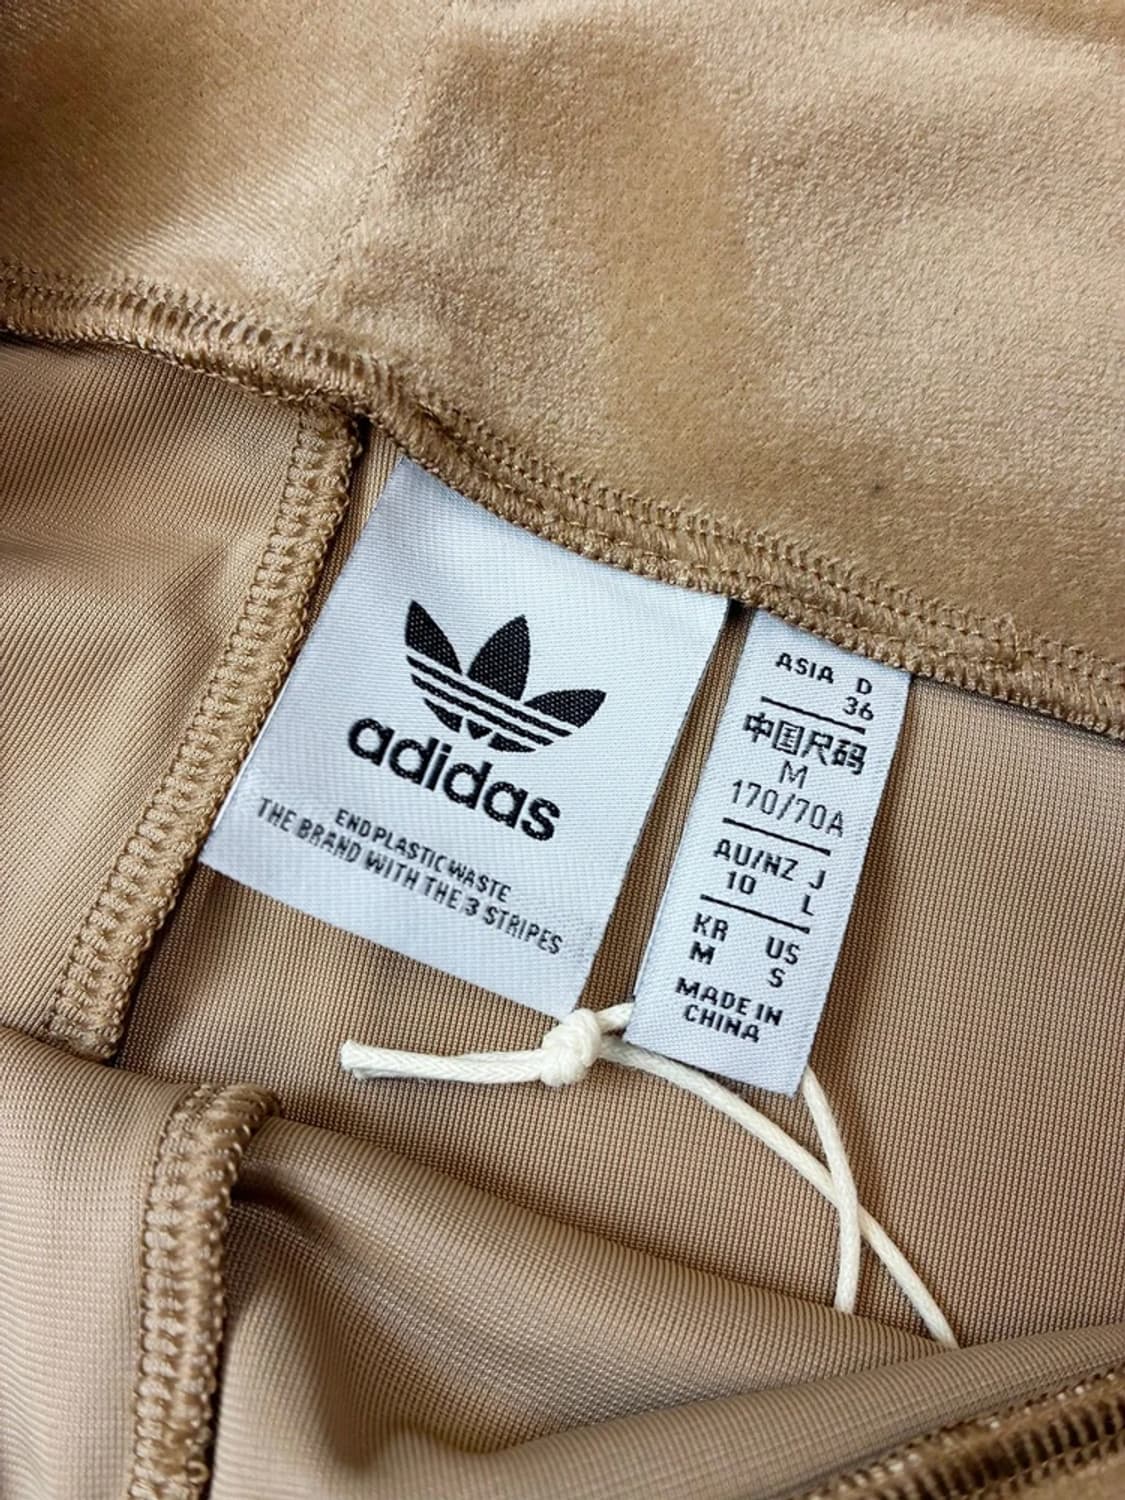 adidas
END PLASTIC WASTE
THE BRAND WITH THE 3 STRIPES
ASIA D
36
中国尺码
M
170/70A
AU/NZ J
10 L
KR US
M S
MADE IN
CHINA